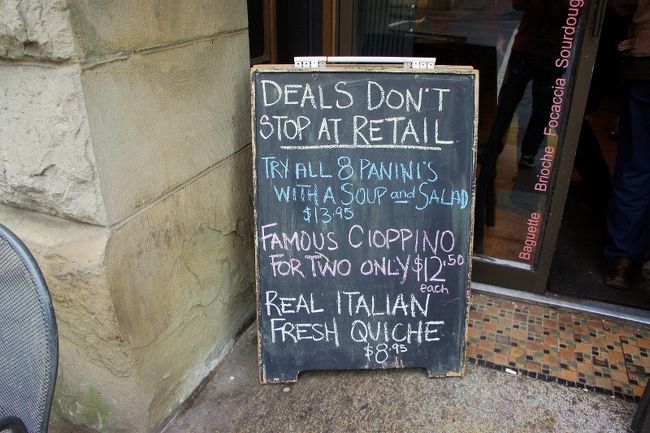 DEALS DON'T
STOP AT RETAIL
TRY ALL 8 PANINI'S
WITH A SOUP and SALAD
$13.95
FAMOUS CIOPPINO
FOR TWO ONLY $12.50
each
REAL ITALIAN
FRESH QUICHE
$8.95
Baguette Brioche Focaccia Sourdoug